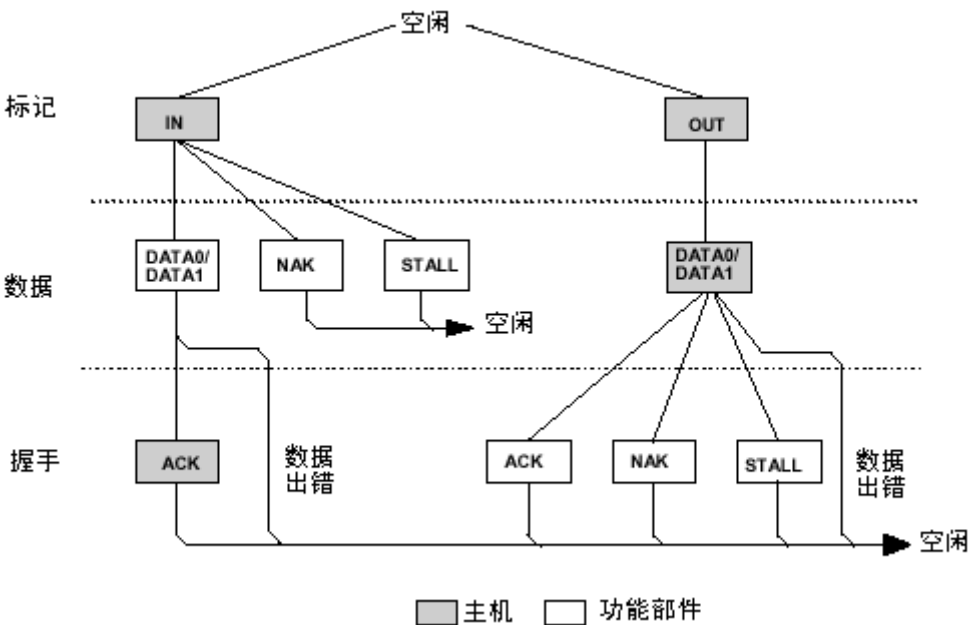 空闲
标记
IN
OUT
数据
DATA0/
DATA1
NAK
STALL
空闲
DATA0/
DATA1
握手
ACK
数据
出错
ACK
NAK
STALL
数据
出错
空闲
主机
功能部件